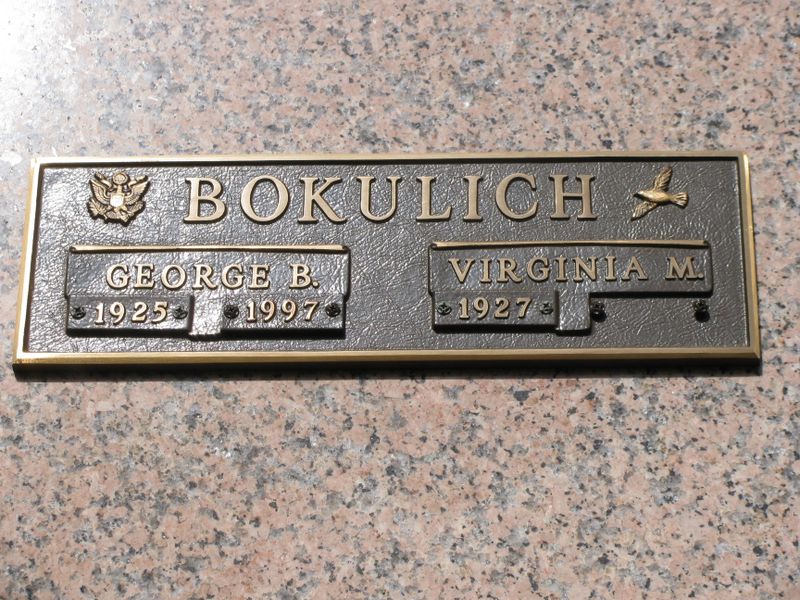 BOKULICH
GEORGE B.
1925 1997
VIRGINIA M.
1927